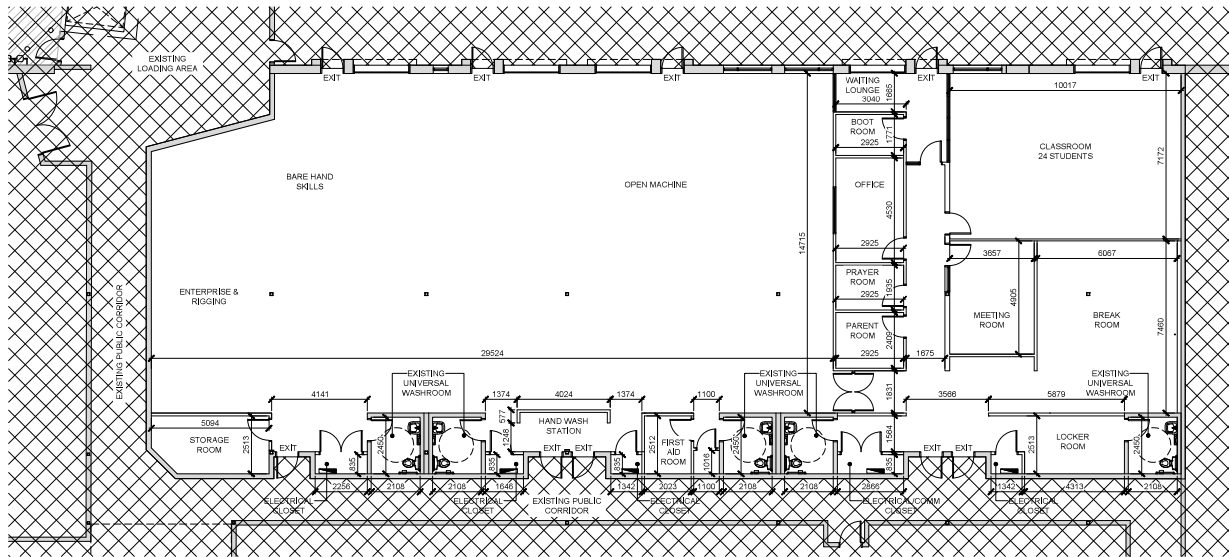 EXISTING
LOADING AREA
EXIT
EXIT
EXIT
EXIT
EXIT
WAITING
LOUNGE
3040
1665
10017
BOOT
ROOM
1771
2925
CLASSROOM
24 STUDENTS
7172
BARE HAND
SKILLS
OPEN MACHINE
OFFICE
4530
2925
14715
3657
6067
PRAYER
ROOM
1935
2925
ENTERPRISE &
RIGGING
4905
MEETING
ROOM
BREAK
ROOM
7460
PARENT
ROOM
2409
EXISTING PUBLIC CORRIDOR
29524
2925
1675
EXISTING
UNIVERSAL
WASHROOM
EXISTING
UNIVERSAL
WASHROOM
EXISTING
UNIVERSAL
WASHROOM
4141
1374
4024
1374
1100
1831
3566
5879
5094
577
HAND WASH
STATION
1248
STORAGE
ROOM
2513
EXIT
2450
EXIT
EXIT
2512
FIRST
AID
ROOM
2450
1564
EXIT
EXIT
2513
LOCKER
ROOM
2450
835
835
835
1016
835
2256
2108
2108
1646
1342
2023
1100
2108
2108
2866
1342
4313
2108
ELECTRICAL
CLOSET
ELECTRICAL
CLOSET
EXISTING PUBLIC
CORRIDOR
ELECTRICAL
CLOSET
ELECTRICAL/COMM
CLOSET
ELECTRICAL
CLOSET